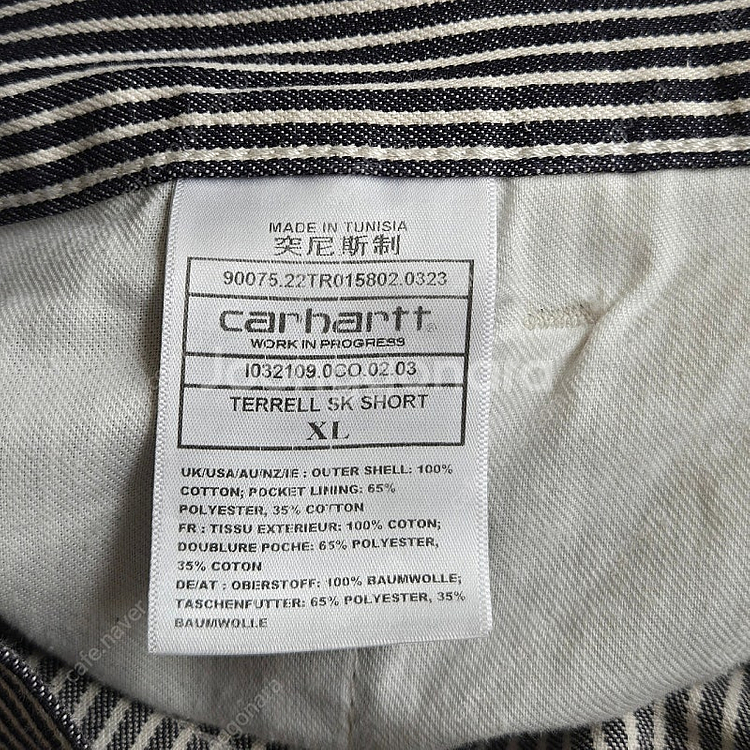 MADE IN TUNISIA
突尼斯制
90075.22TR015802.0323
carhartt
WORK IN PROGRESS
I032109.0GO.02.03
TERRELL SK SHORT
XL
UK/USA/AU/NZ/IE : OUTER SHELL: 100%
COTTON; POCKET LINING: 65%
POLYESTER, 35% COTTON
FR : TISSU EXTERIEUR: 100% COTON;
DOUBLURE POCHE: 65% POLYESTER,
35% COTON
DE/AT : OBERSTOFF: 100% BAUMWOLLE;
TASCHENFUTTER: 65% POLYESTER, 35%
BAUMWOLLE
cafe.naver